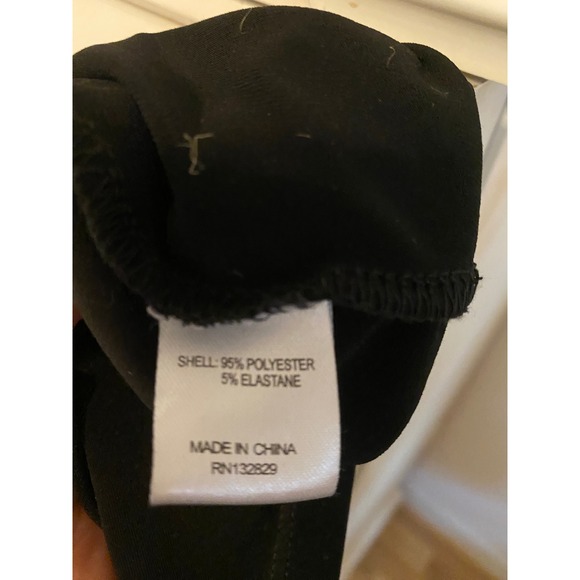 SHELL: 95% POLYESTER
5% ELASTANE
MADE IN CHINA
RN132829